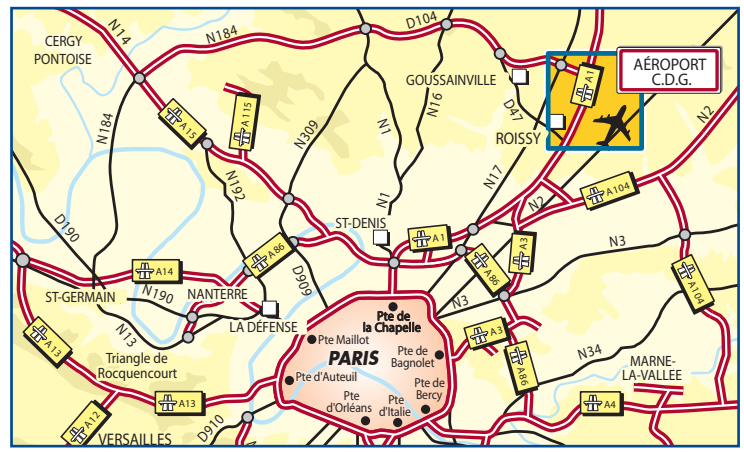 N14
CERGY
PONTOISE
N184
D104
AÉROPORT
C.D.G.
A1
GOUSSAINVILLE
N16
D47
ROISSY
N2
A115
A15
N184
N309
N1
N192
N1
N17
N2
A104
ST-DENIS
A1
A3
N3
D190
A86
A86
A14
D909
ST-GERMAIN
N190
NANTERRE
N3
A104
N13
LA DÉFENSE
Pte de
la Chapelle
A3
A13
Triangle de
Rocquencourt
Pte Maillot
PARIS
Pte de
Bagnolet
N34
A86
MARNE-
LA-VALLEE
Pte d'Auteuil
Pte de
Bercy
A13
Pte
d'Orléans
Pte
d'Italie
A4
A12
VERSAILLES
D910
N